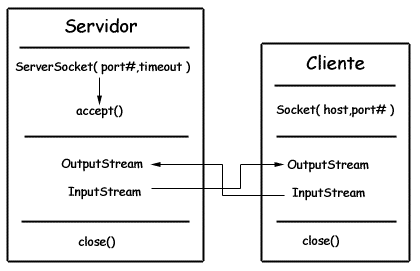 Servidor
ServerSocket( port#,timeout )
accept()
OutputStream
InputStream
close()
Cliente
Socket( host,port# )
OutputStream
InputStream
close()